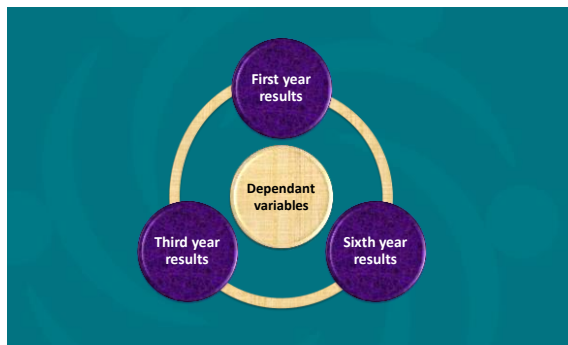 First year
results
Dependant
variables
Third year
results
Sixth year
results